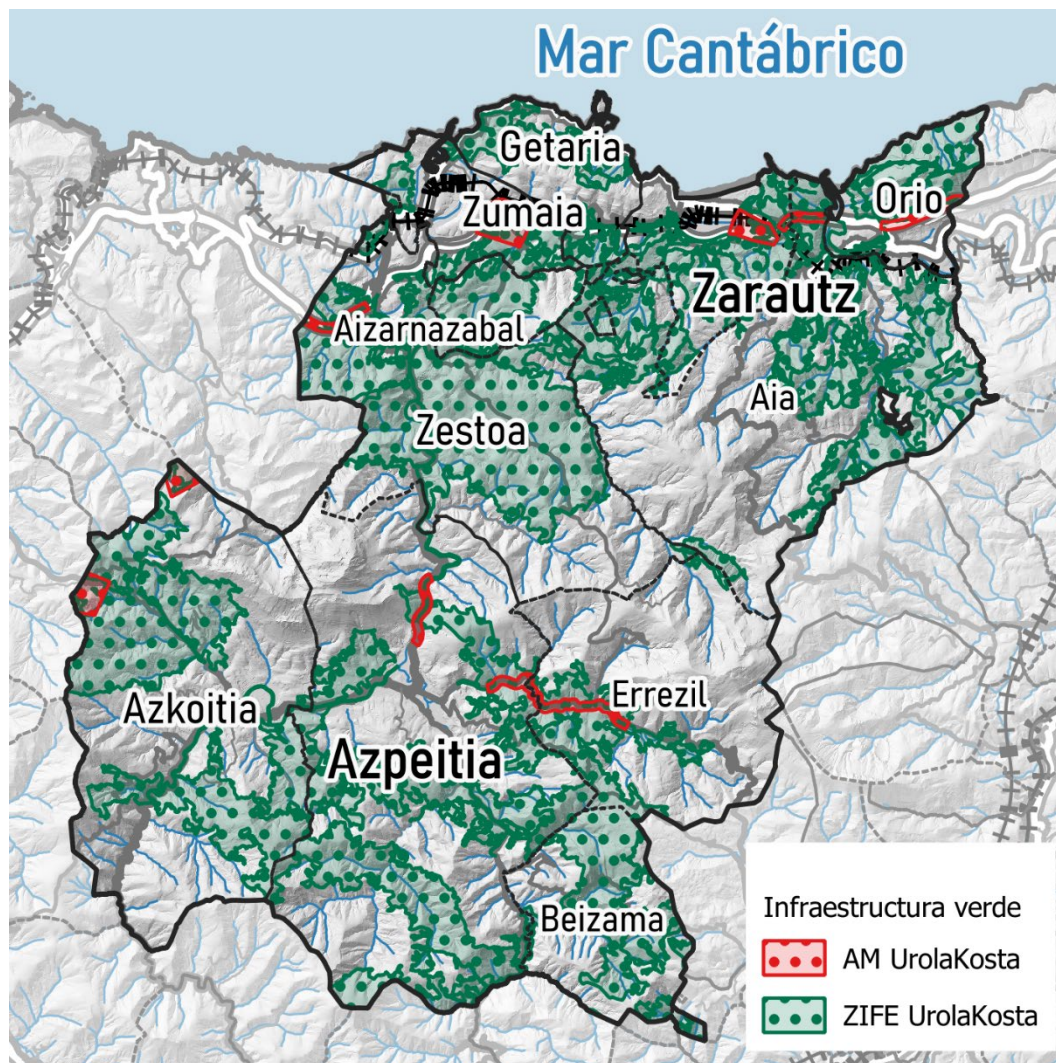 Mar Cantábrico
Getaria
Zumaia
Orio
Zarautz
Aizarnazabal
Aia
Zestoa
Azkoitia
Errezil
Azpeitia
Beizama
Infraestructura verde
AM UrolaKosta
ZIFE UrolaKosta